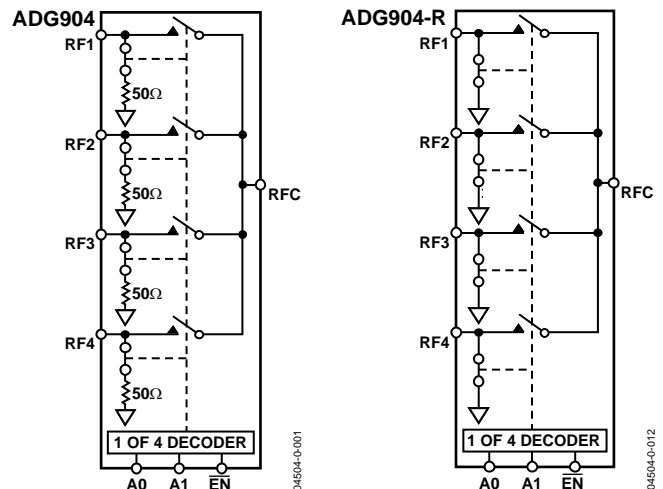 ADG904
RF1
50Ω
RF2
50Ω
RFC
RF3
50Ω
RF4
50Ω
1 OF 4 DECODER
A0 A1 EN
04504-0-001
ADG904-R
RF1
RF2
RFC
RF3
RF4
1 OF 4 DECODER
A0 A1 EN
04504-0-012